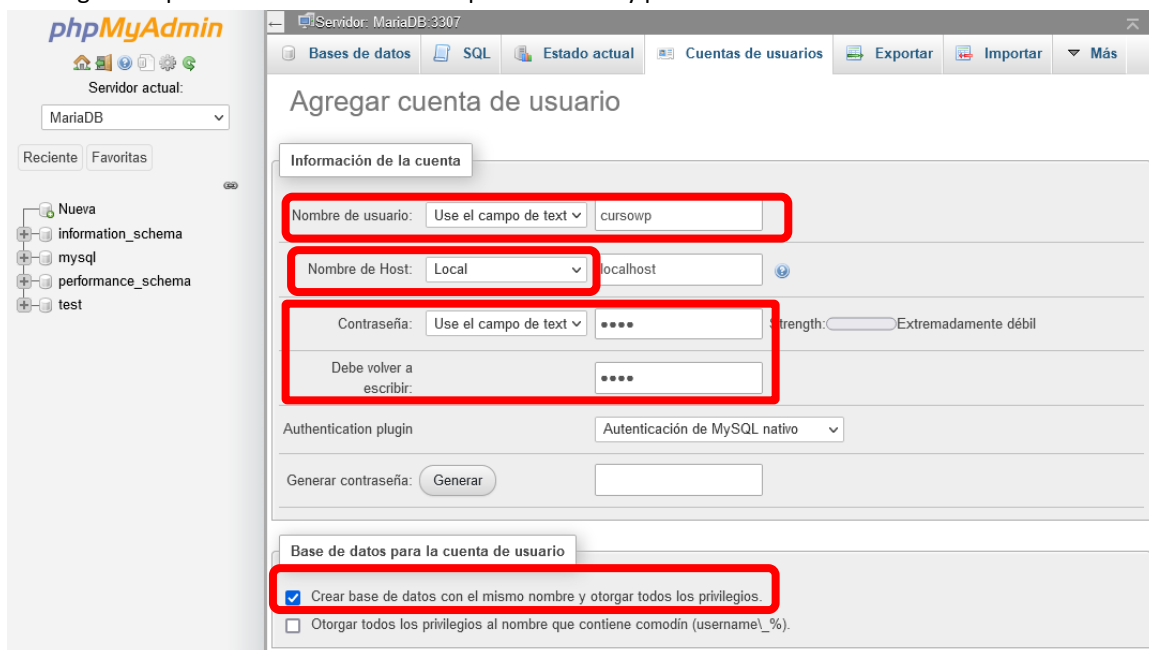 phpMyAdmin
Servidor actual:
MariaDB
Reciente Favoritas
Nueva
information_schema
mysql
performance_schema
test
Servidor: MariaDB:3307
Bases de datos SQL Estado actual Cuentas de usuarios Exportar Importar Más
Agregar cuenta de usuario
Información de la cuenta
Nombre de usuario: Use el campo de text cursowp
Nombre de Host: Local localhost
Contraseña: Use el campo de text •••• Strength: Extremadamente débil
Debe volver a
escribir: ••••
Authentication plugin Autenticación de MySQL nativo
Generar contraseña: Generar
Base de datos para la cuenta de usuario
Crear base de datos con el mismo nombre y otorgar todos los privilegios.
Otorgar todos los privilegios al nombre que contiene comodín (username\_%).